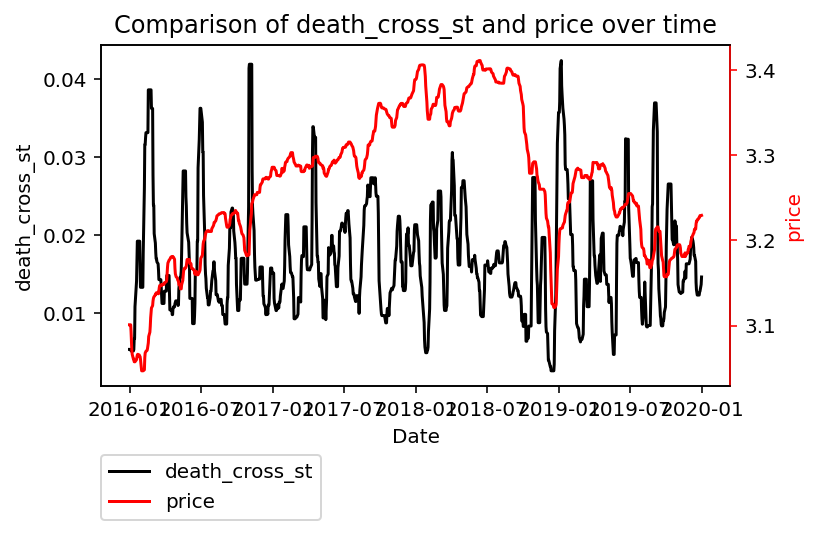 Comparison of death_cross_st and price over time
death_cross_st
0.04
0.03
0.02
0.01
3.4
3.3
3.2
3.1
price
2016-01 2016-07 2017-01 2017-07 2018-01 2018-07 2019-01 2019-07 2020-01
Date
death_cross_st
price